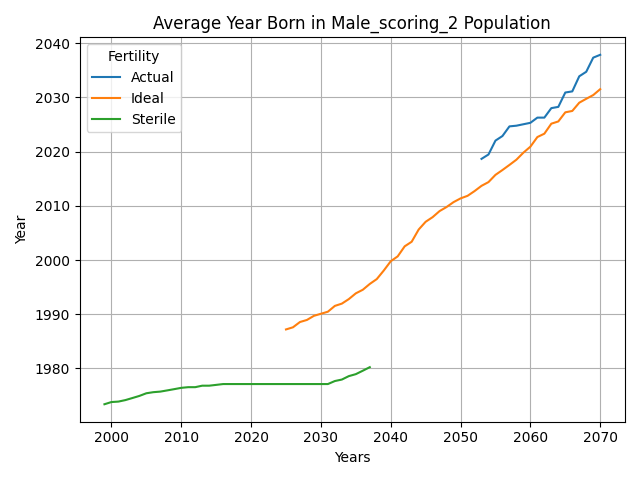 Average Year Born in Male_scoring_2 Population
Fertility
Actual
Ideal
Sterile
2040
2030
2020
2010
2000
1990
1980
Year
2000 2010 2020 2030 2040 2050 2060 2070
Years